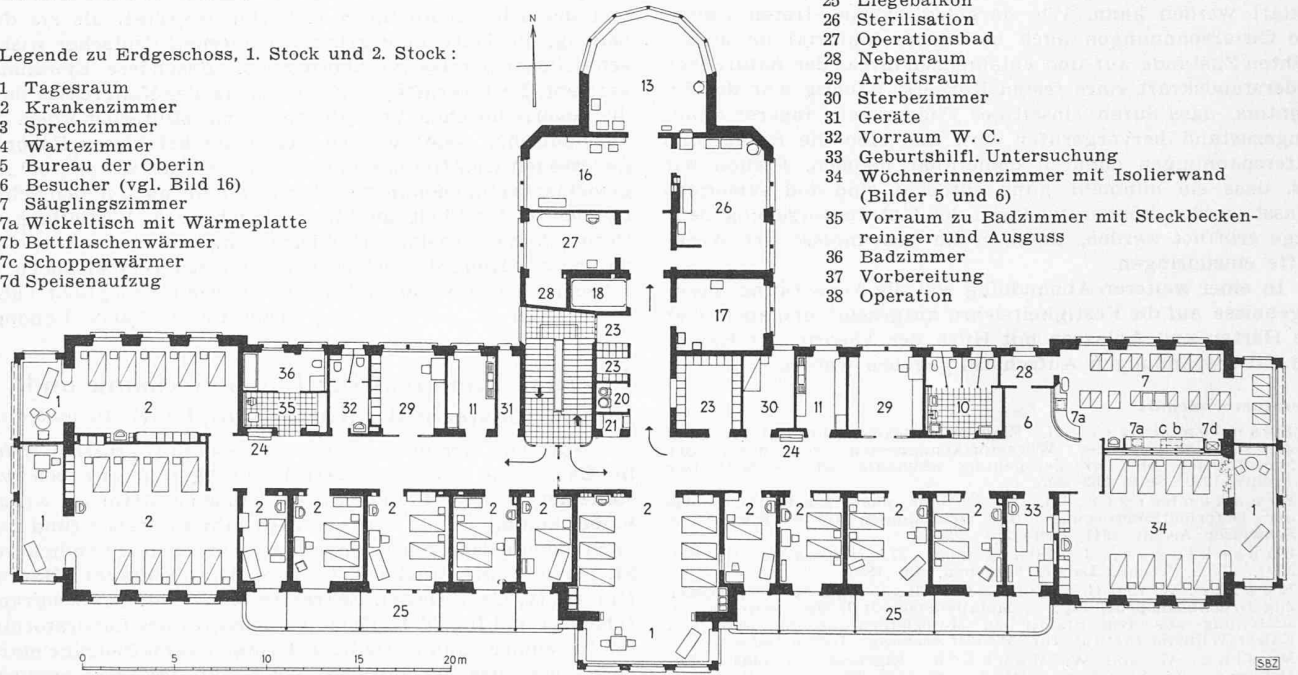 Legende zu Erdgeschoss, 1. Stock und 2. Stock:
1 Tagesraum
2 Krankenzimmer
3 Sprechzimmer
4 Wartezimmer
5 Bureau der Oberin
6 Besucher (vgl. Bild 16)
7 Säuglingszimmer
7a Wickeltisch mit Wärmeplatte
7b Bettflaschenwärmer
7c Schoppenwärmer
7d Speisenaufzug
25 Liegebalkon
26 Sterilisation
27 Operationsbad
28 Nebenraum
29 Arbeitsraum
30 Sterbezimmer
31 Geräte
32 Vorraum W. C.
33 Geburtshilfl. Untersuchung
34 Wöchnerinnenzimmer mit Isolierwand
(Bilder 5 und 6)
35 Vorraum zu Badzimmer mit Steckbecken-
reiniger und Ausguss
36 Badzimmer
37 Vorbereitung
38 Operation
N
13
16
26
27
28 18
17
23
23
20
21
36
35 32 29 31
23 30 11 29 10 28
6
7
7a
7a c b 7d
1
24
24
2
2 2 2 2 2 2 2 2 2 33
34
1
2
25
1
25
0 5 10 15 20 m
SBZ